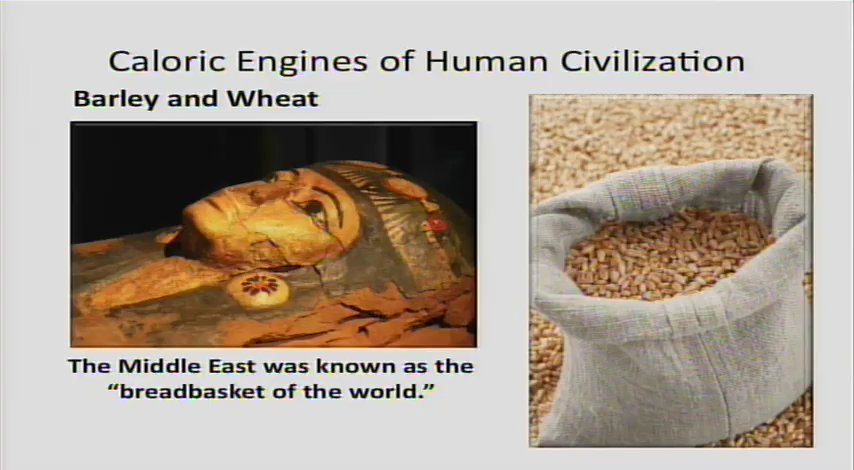 Caloric Engines of Human Civilization
Barley and Wheat
The Middle East was known as the
“breadbasket of the world.”